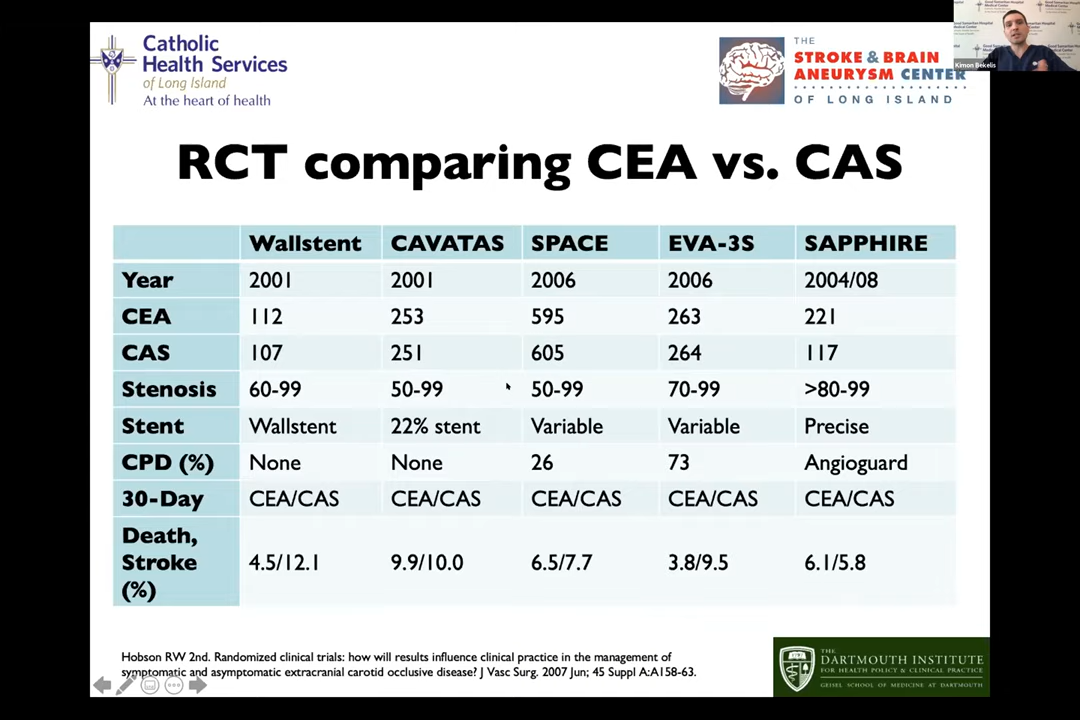 Catholic
Health Services
of Long Island
At the heart of health
THE
STROKE & BRAIN
ANEURYSM CENTER
OF LONG ISLAND
Kimon Bekelis
RCT comparing CEA vs. CAS
Wallstent CAVATAS SPACE EVA-3S SAPPHIRE
Year 2001 2001 2006 2006 2004/08
CEA 112 253 595 263 221
CAS 107 251 605 264 117
Stenosis 60-99 50-99 50-99 70-99 >80-99
Stent Wallstent 22% stent Variable Variable Precise
CPD (%) None None 26 73 Angioguard
30-Day CEA/CAS CEA/CAS CEA/CAS CEA/CAS CEA/CAS
Death,
Stroke 4.5/12.1 9.9/10.0 6.5/7.7 3.8/9.5 6.1/5.8
(%)
Hobson RW 2nd. Randomized clinical trials: how will results influence clinical practice in the management of
symptomatic and asymptomatic extracranial carotid occlusive disease? J Vasc Surg. 2007 Jun; 45 Suppl A:A158-63.
THE
DARTMOUTH INSTITUTE
FOR HEALTH POLICY & CLINICAL PRACTICE
GEISEL SCHOOL OF MEDICINE AT DARTMOUTH